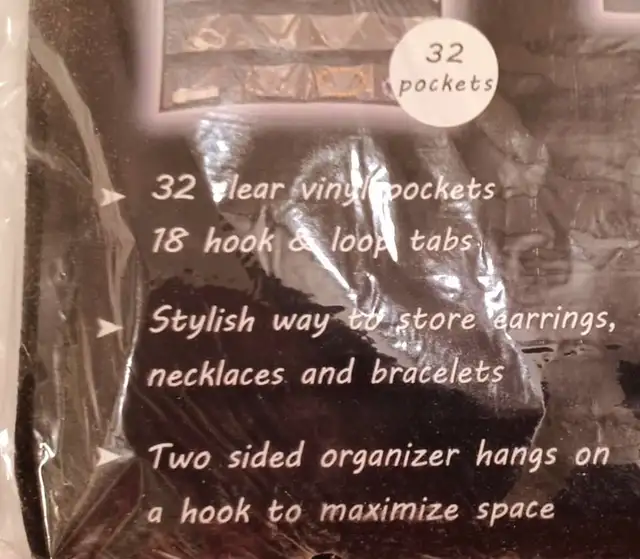 32
pockets
32 clear vinyl pockets
18 hook & loop tabs
Stylish way to store earrings,
necklaces and bracelets
Two sided organizer hangs on
a hook to maximize space